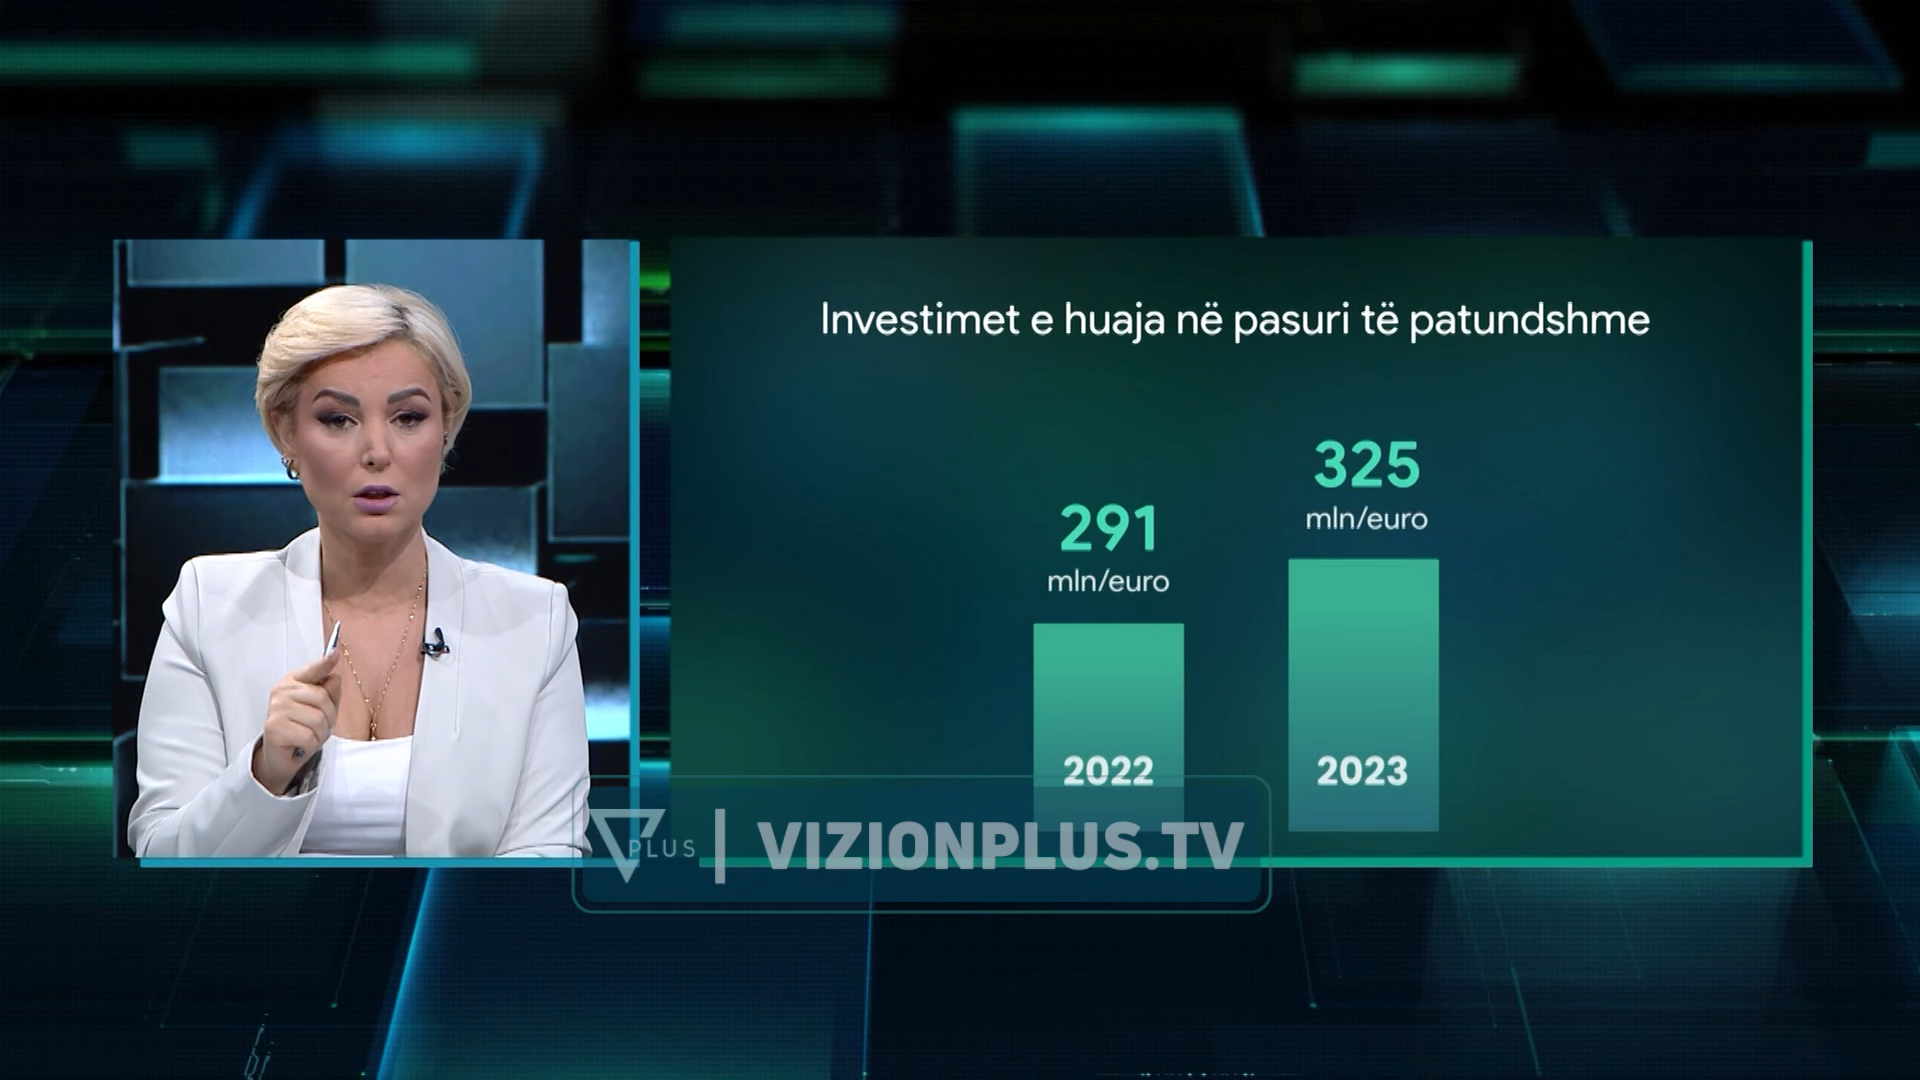 Investimet e huaja në pasuri të patundshme
291
mln/euro
325
mln/euro
2022
2023
PLUS | VIZIONPLUS.TV